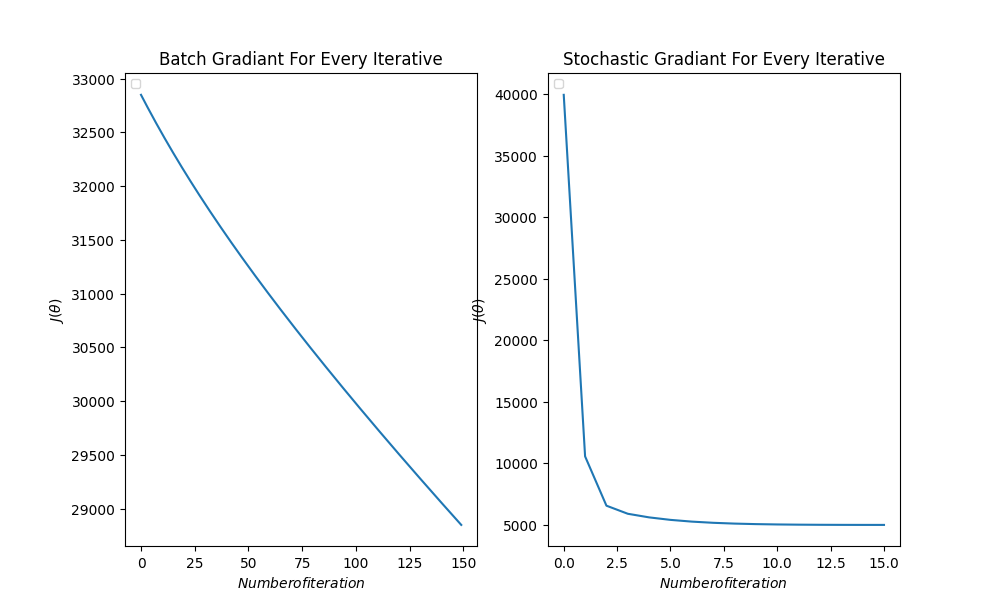 Batch Gradiant For Every Iterative
33000
32500
32000
31500
31000
30500
30000
29500
29000
J(θ)
0 25 50 75 100 125 150
Numberofiteration
Stochastic Gradiant For Every Iterative
40000
35000
30000
25000
20000
15000
10000
5000
J(θ)
0.0 2.5 5.0 7.5 10.0 12.5 15.0
Numberofiteration